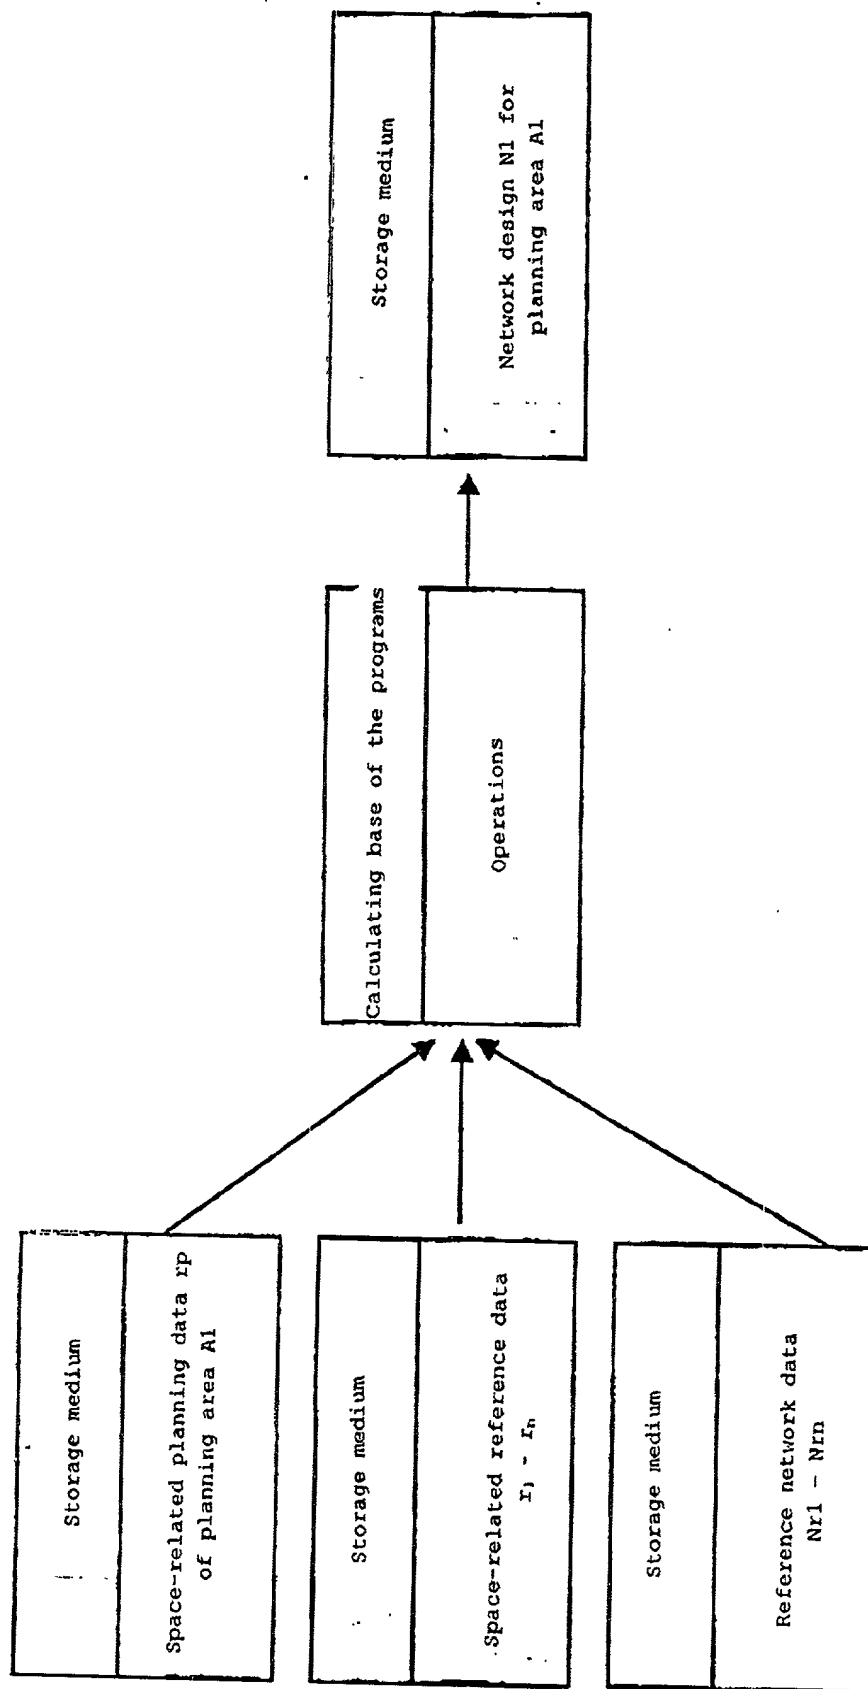 Storage medium
Space-related planning data rp
of planning area A1
Storage medium
Space-related reference data
r₁ - rₙ
Storage medium
Reference network data
Nr1 - Nrn
Calculating base of the programs
Operations
Storage medium
Network design N1 for
planning area A1